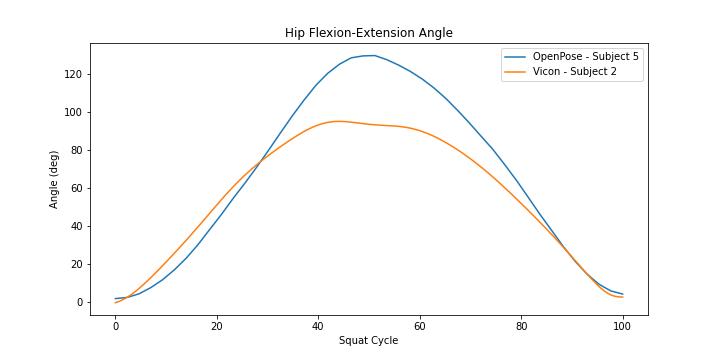 Hip Flexion-Extension Angle
OpenPose - Subject 5
Vicon - Subject 2
Angle (deg)
120
100
80
60
40
20
0
0 20 40 60 80 100
Squat Cycle